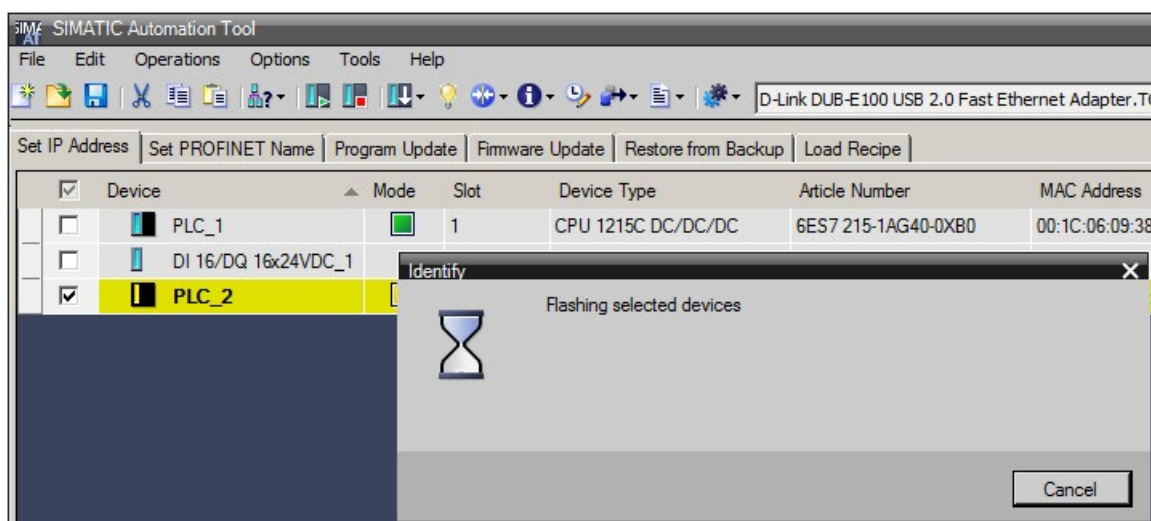 SIMATIC Automation Tool
File Edit Operations Options Tools Help
D-Link DUB-E100 USB 2.0 Fast Ethernet Adapter.
Set IP Address Set PROFINET Name Program Update Firmware Update Restore from Backup Load Recipe
Device Mode Slot Device Type Article Number MAC Address
PLC_1 1 CPU 1215C DC/DC/DC 6ES7 215-1AG40-0XB0 00:1C:06:09:38
DI 16/DQ 16x24VDC_1
Identify
PLC_2
Flashing selected devices
Cancel